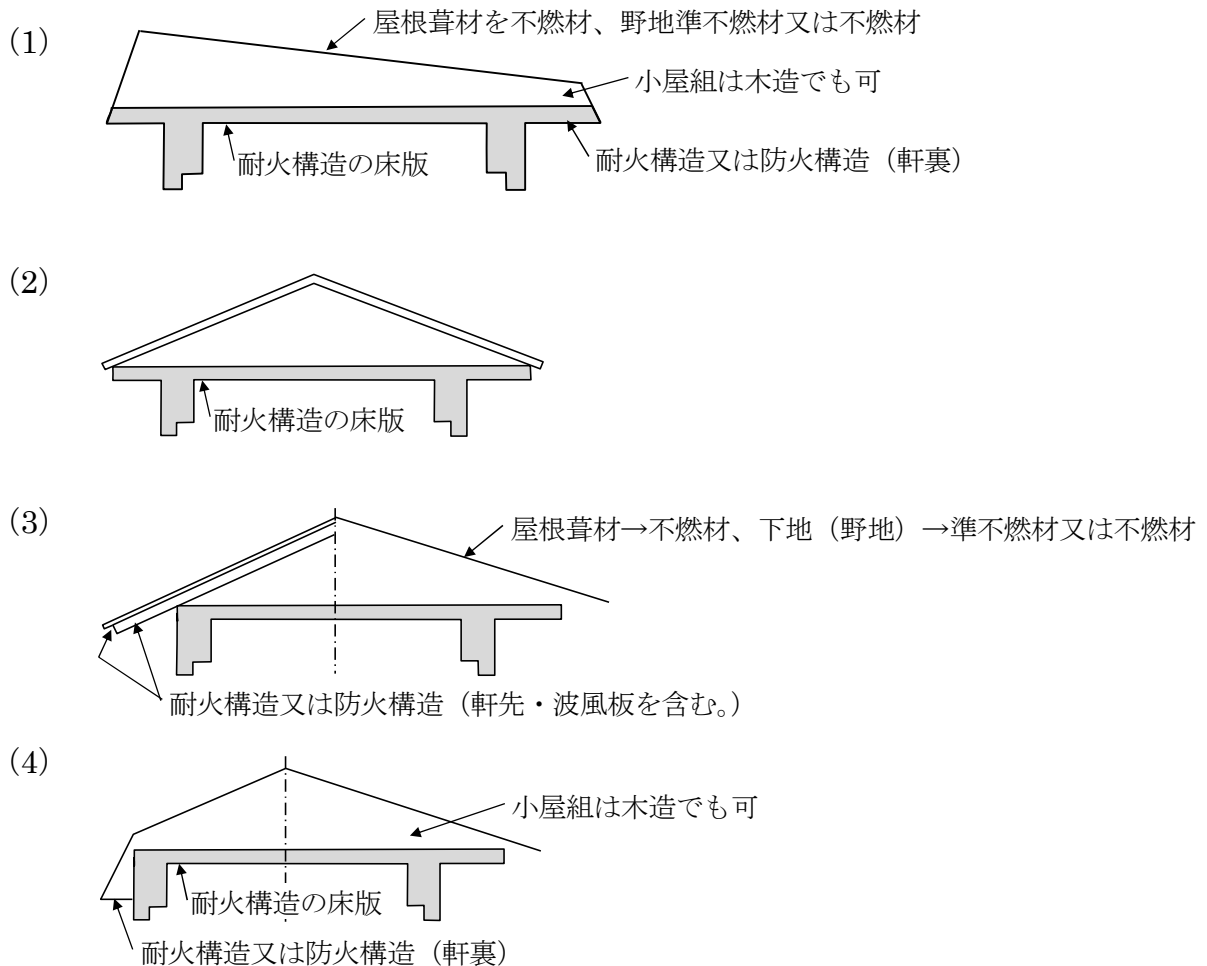 (1)
屋根葺材を不燃材、野地準不燃材又は不燃材
小屋組は木造でも可
耐火構造の床版
耐火構造又は防火構造（軒裏）
(2)
耐火構造の床版
(3)
屋根葺材→不燃材、下地（野地）→準不燃材又は不燃材
耐火構造又は防火構造（軒先・波風板を含む。）
(4)
小屋組は木造でも可
耐火構造の床版
耐火構造又は防火構造（軒裏）